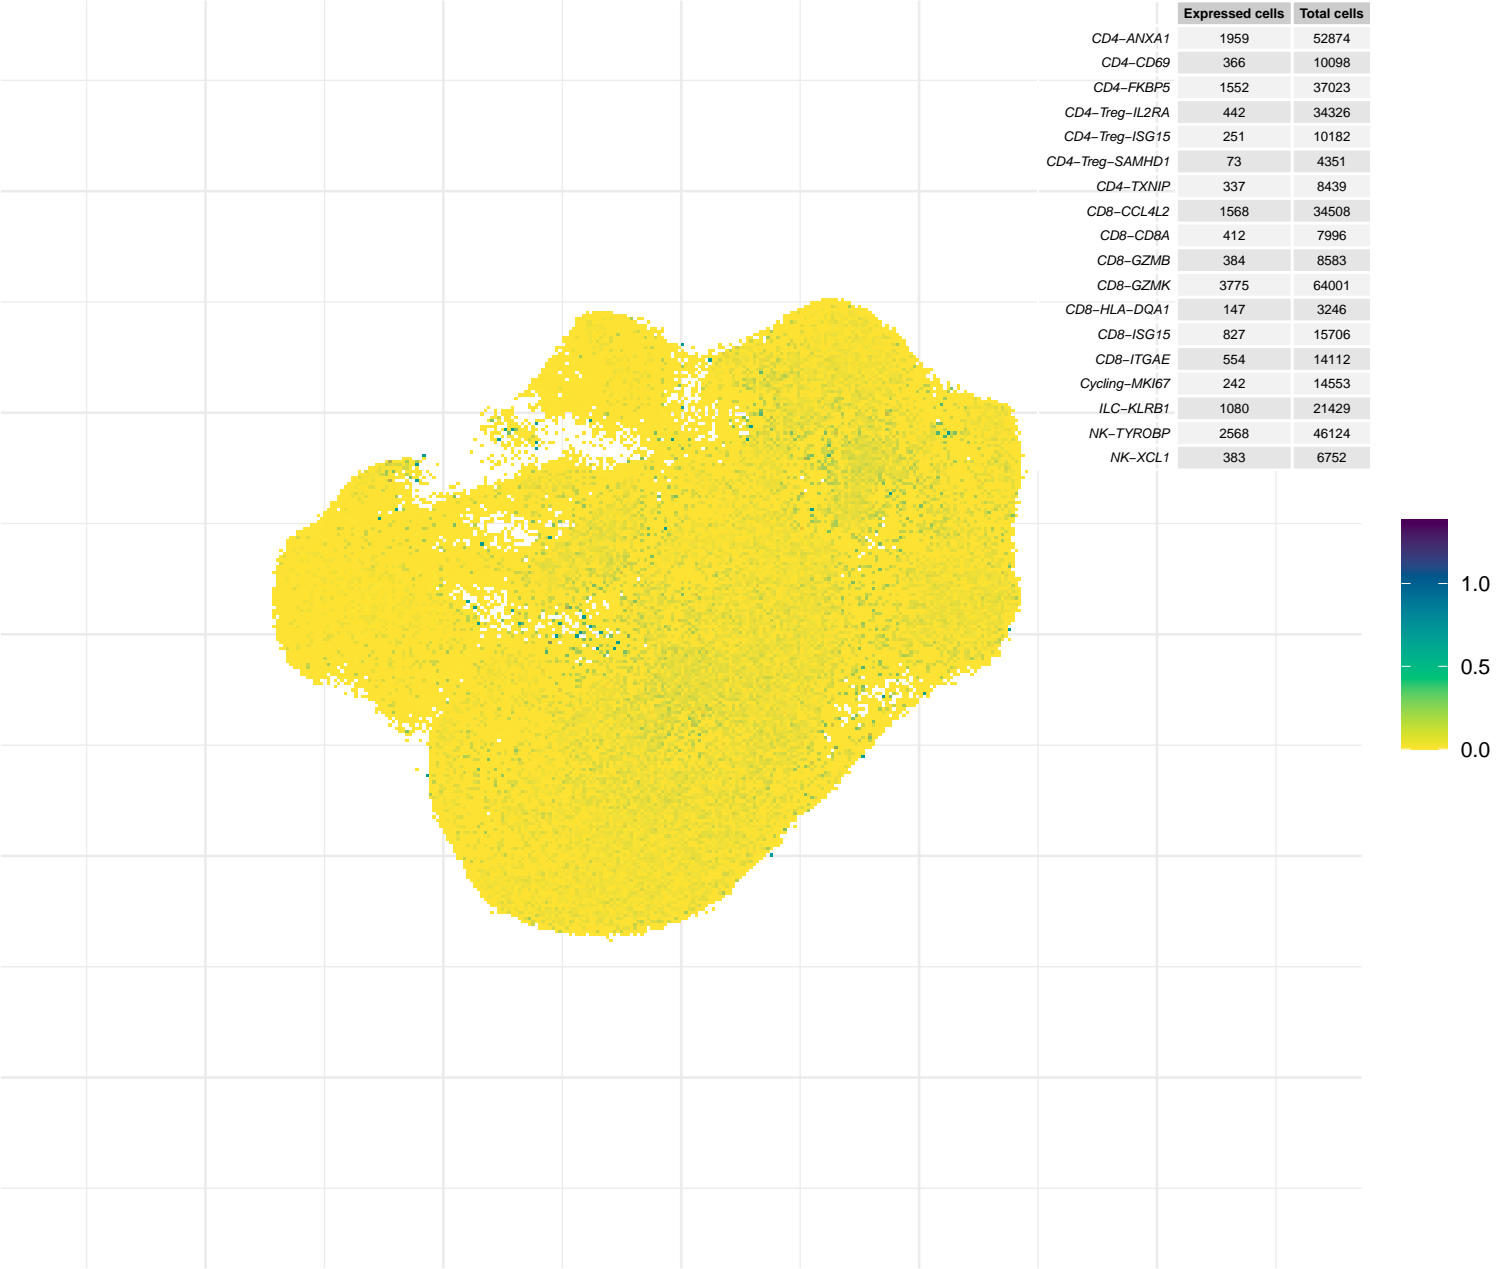 Expressed cells Total cells
CD4−ANXA1 1959 52874
CD4−CD69 366 10098
CD4−FKBP5 1552 37023
CD4−Treg−IL2RA 442 34326
CD4−Treg−ISG15 251 10182
CD4−Treg−SAMHD1 73 4351
CD4−TXNIP 337 8439
CD8−CCL4L2 1568 34508
CD8−CD8A 412 7996
CD8−GZMB 384 8583
CD8−GZMK 3775 64001
CD8−HLA−DQA1 147 3246
CD8−ISG15 827 15706
CD8−ITGAE 554 14112
Cycling−MKI67 242 14553
ILC−KLRB1 1080 21429
NK−TYROBP 2568 46124
NK−XCL1 383 6752
1.0
0.5
0.0